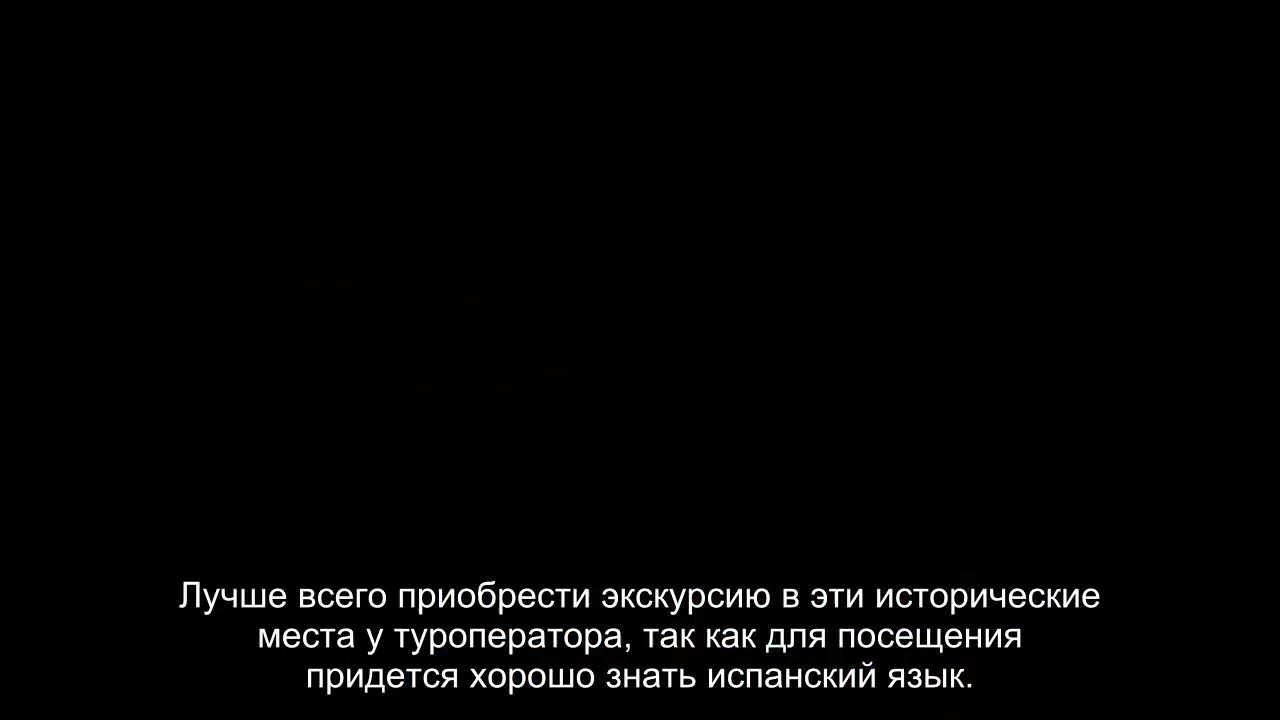 Лучше всего приобрести экскурсию в эти исторические
места у туроператора, так как для посещения
придется хорошо знать испанский язык.